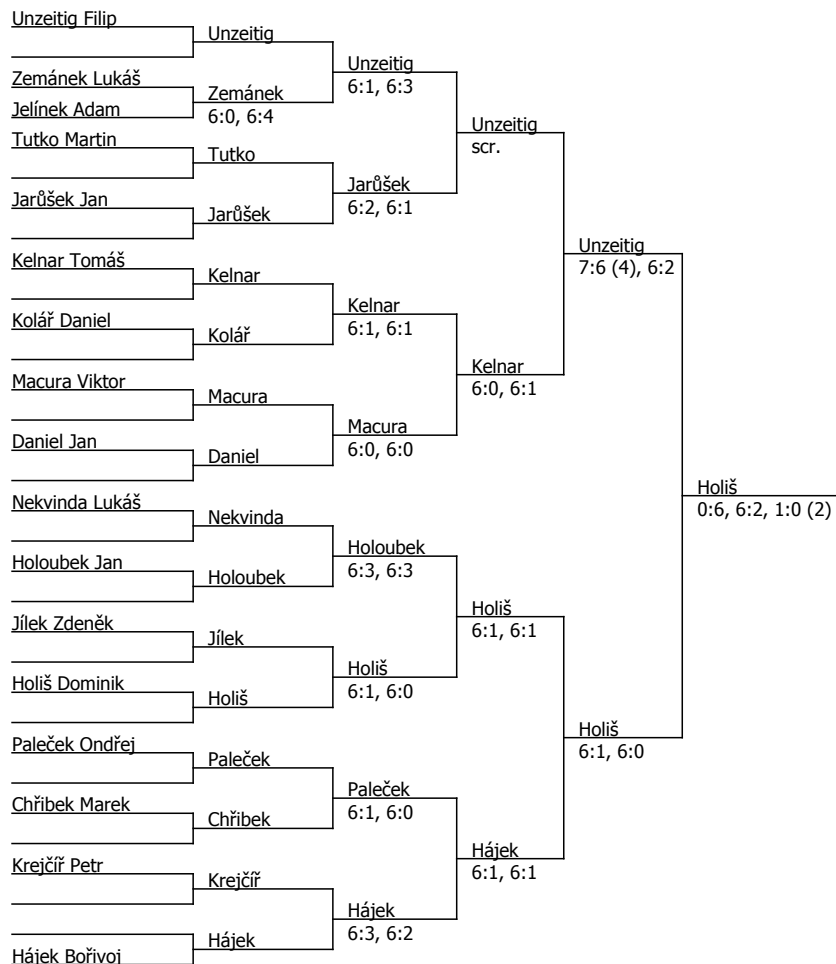 Unzeitig Filip
Unzeitig
Unzeitig
6:1, 6:3
Zemánek Lukáš
Zemánek
6:0, 6:4
Jelínek Adam
Unzeitig
scr.
Tutko Martin
Tutko
Jarůšek
6:2, 6:1
Jarůšek Jan
Jarůšek
Unzeitig
7:6 (4), 6:2
Kelnar Tomáš
Kelnar
Kelnar
6:1, 6:1
Kolář Daniel
Kolář
Kelnar
6:0, 6:1
Macura Viktor
Macura
Macura
6:0, 6:0
Daniel Jan
Daniel
Holiš
0:6, 6:2, 1:0 (2)
Nekvinda Lukáš
Nekvinda
Holoubek
6:3, 6:3
Holoubek Jan
Holoubek
Holiš
6:1, 6:1
Jílek Zdeněk
Jílek
Holiš
6:1, 6:0
Holiš Dominik
Holiš
Holiš
6:1, 6:0
Paleček Ondřej
Paleček
Paleček
6:1, 6:0
Chřibek Marek
Chřibek
Hájek
6:1, 6:1
Krejčíř Petr
Krejčíř
Hájek
6:3, 6:2
Hájek
Hájek Bořivoj